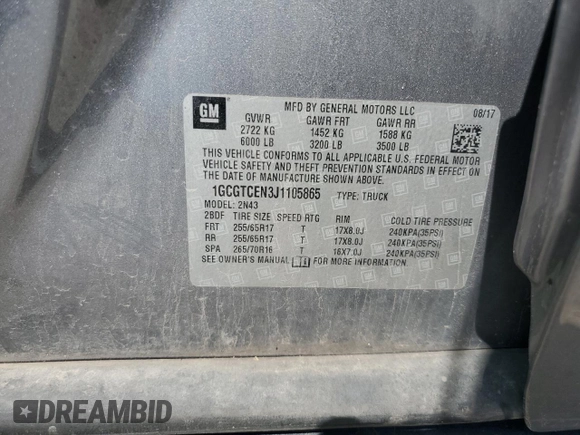 GM
MFD BY GENERAL MOTORS LLC 08/17
GVWR GAWR FRT GAWR RR
2722 KG 1452 KG 1588 KG
6000 LB 3200 LB 3500 LB
THIS VEHICLE CONFORMS TO ALL APPLICABLE U.S. FEDERAL MOTOR
VEHICLE SAFETY AND THEFT PREVENTION STANDARDS IN EFFECT ON
THE DATE OF MANUFACTURE SHOWN ABOVE.
1GCGTCEN3J1105865 TYPE: TRUCK
MODEL: 2N43
2BDF TIRE SIZE SPEED RTG RIM COLD TIRE PRESSURE
FRT 255/65R17 T 17X8.0J 240KPA(35PSI)
RR 255/65R17 T 17X8.0J 240KPA(35PSI)
SPA 265/70R16 T 16X7.0J 240KPA(35PSI)
SEE OWNER'S MANUAL FOR MORE INFORMATION.
DREAMBID